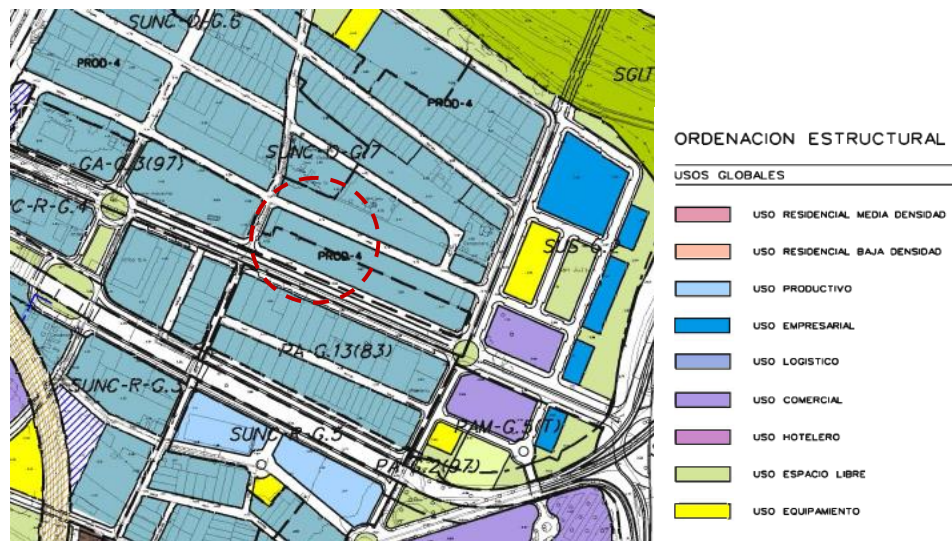 SUNC-O-G.6
PROD-4
PROD-4
SGLT
SUNC-O-G.7
GA-G.3(97)
C-R-G.4
PROD-4
SUS-G
PA-G.13(83)
SUNC-R-G.3
SUNC-R-G.5
PAM-G.5(T)
PA-G.2(97)
ORDENACION ESTRUCTURAL
USOS GLOBALES
USO RESIDENCIAL MEDIA DENSIDAD
USO RESIDENCIAL BAJA DENSIDAD
USO PRODUCTIVO
USO EMPRESARIAL
USO LOGISTICO
USO COMERCIAL
USO HOTELERO
USO ESPACIO LIBRE
USO EQUIPAMIENTO